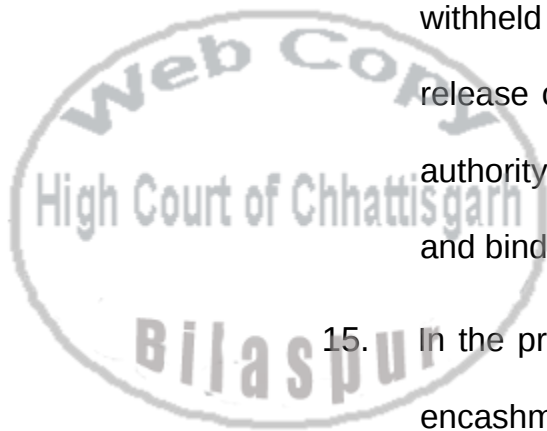 withheld
release
authority
and bind
15. In the pr
encashm
Web Copy
High Court of Chhattisgarh
Bilaspur